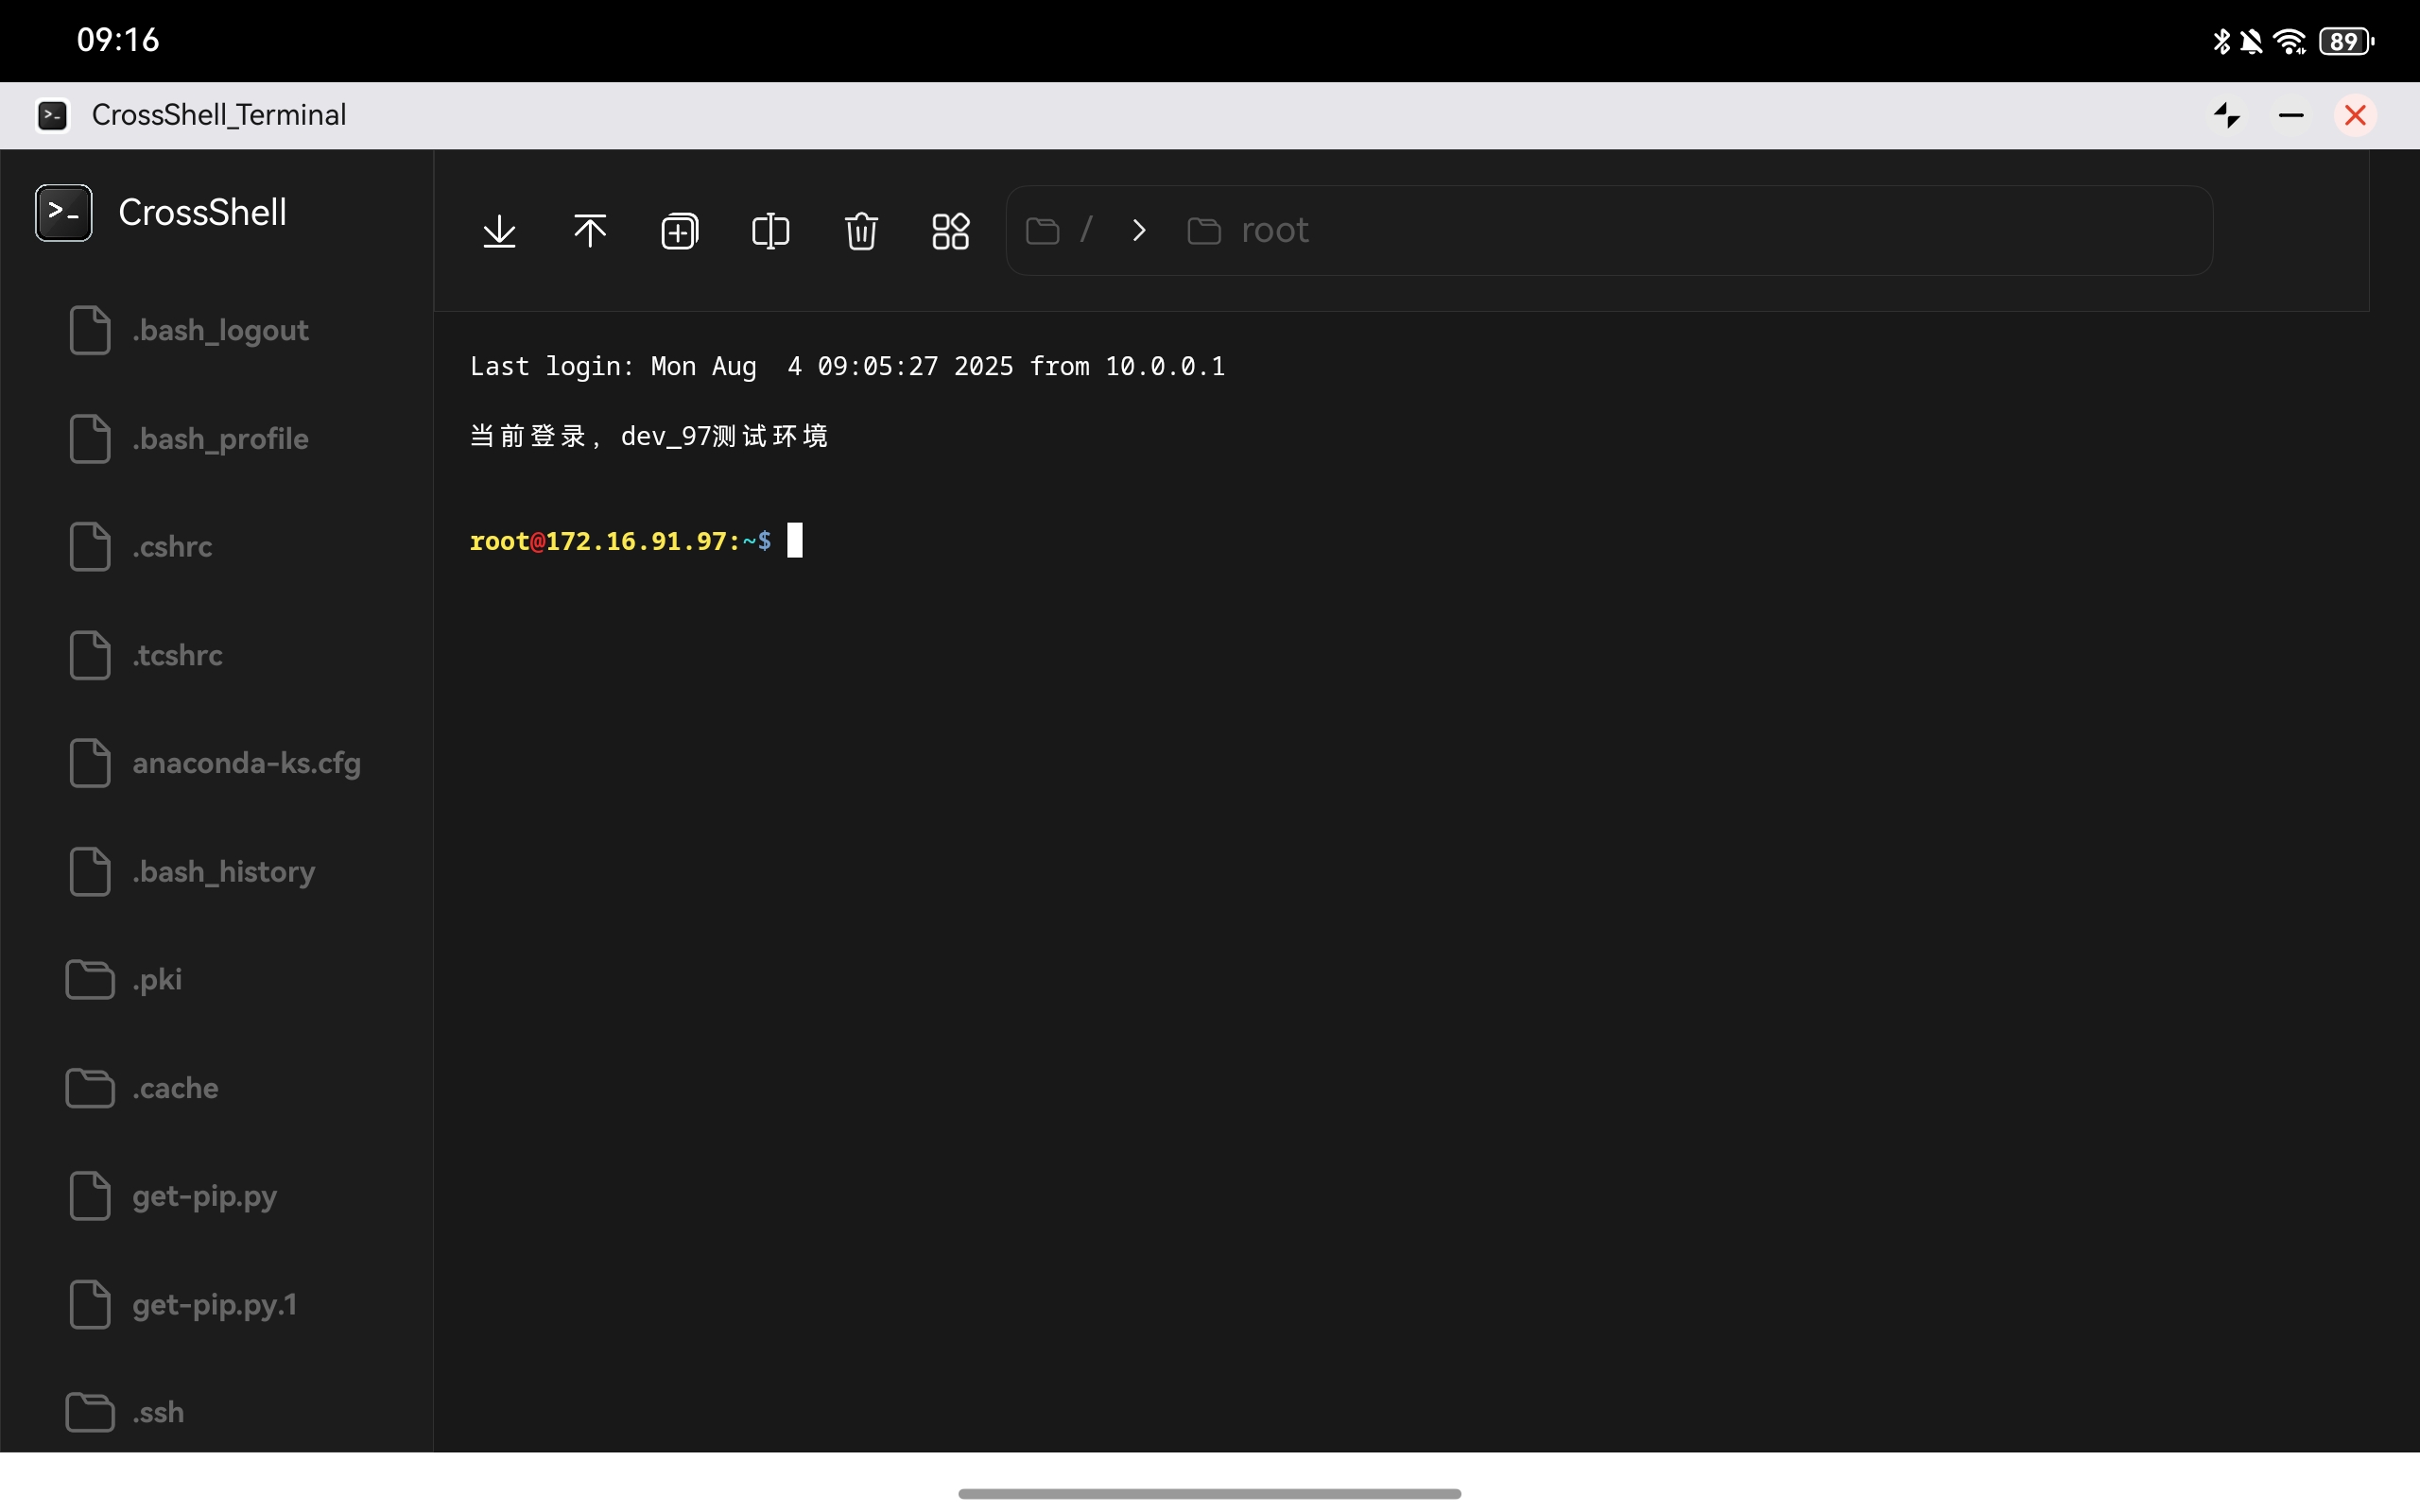 09:16
89
CrossShell_Terminal
CrossShell
/ > root
.bash_logout
.bash_profile
.cshrc
.tcshrc
anaconda-ks.cfg
.bash_history
.pki
.cache
get-pip.py
get-pip.py.1
.ssh
Last login: Mon Aug  4 09:05:27 2025 from 10.0.0.1
当前登录，dev_97测试环境
root@172.16.91.97:~$